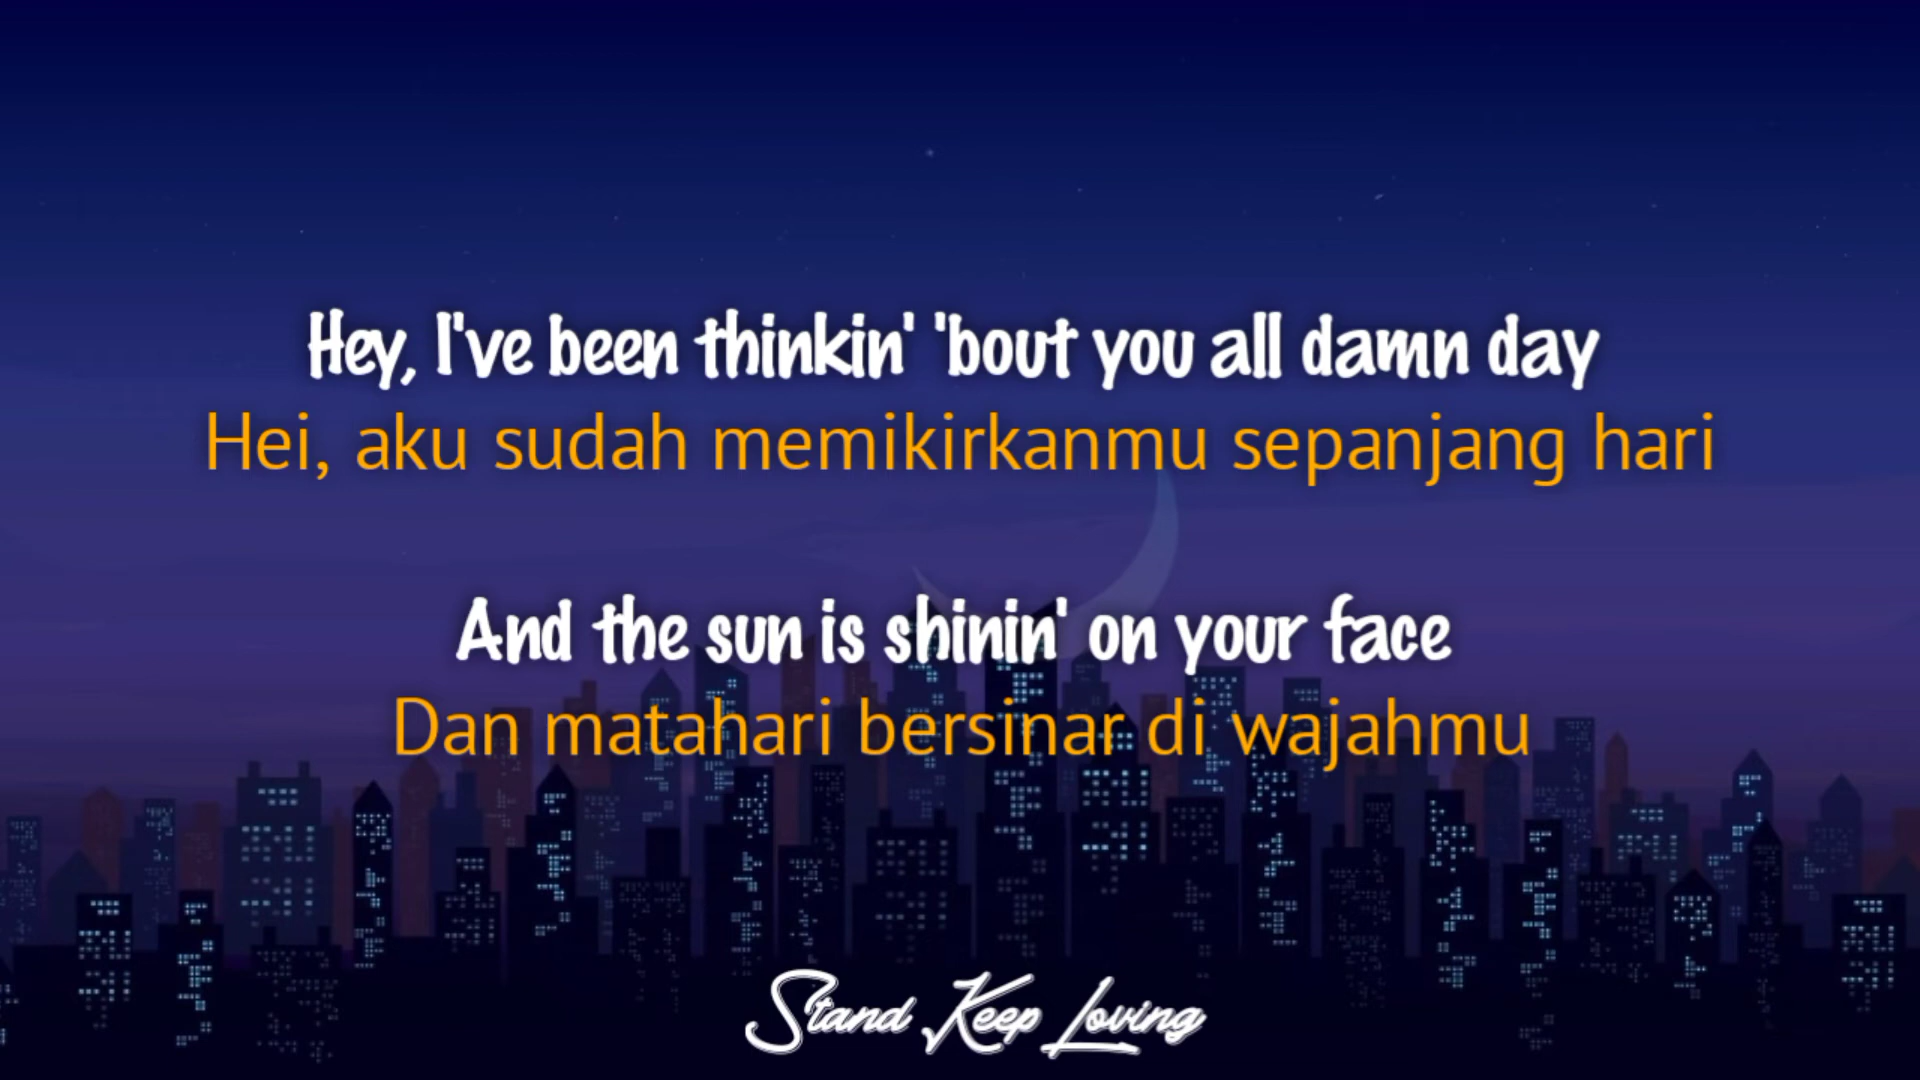 Hey, I've been thinkin' 'bout you all damn day
Hei, aku sudah memikirkanmu sepanjang hari
And the sun is shinin' on your face
Dan matahari bersinar di wajahmu
Stand Keep Loving